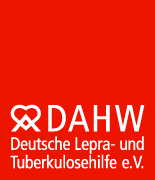 DAHW
Deutsche Lepra- und
Tuberkulosehilfe e.V.